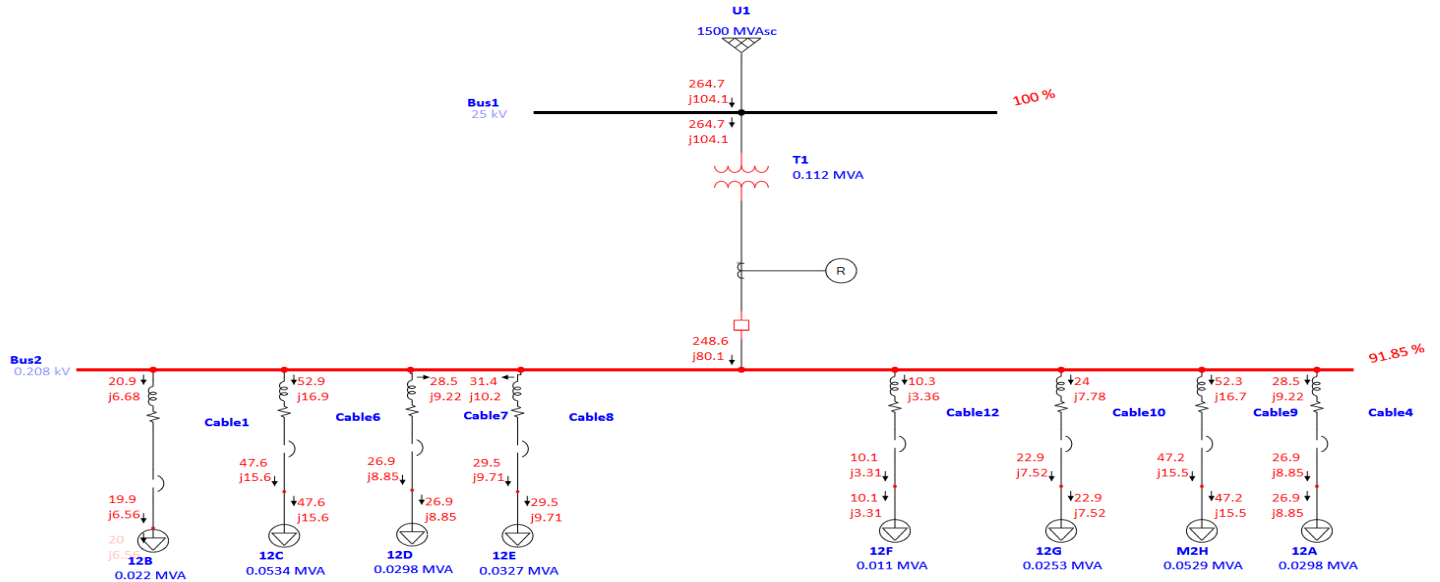 U1
1500 MVAsc
264.7
j104.1
Bus1
25 kV
100 %
264.7
j104.1
T1
0.112 MVA
R
248.6
j80.1
Bus2
0.208 kV
91.85 %
20.9
j6.68
52.9
j16.9
28.5
j9.22
31.4
j10.2
10.3
j3.36
24
j7.78
52.3
j16.7
28.5
j9.22
Cable1
Cable6
Cable7
Cable8
Cable12
Cable10
Cable9
Cable4
47.6
j15.6
26.9
j8.85
29.5
j9.71
10.1
j3.31
22.9
j7.52
47.2
j15.5
26.9
j8.85
19.9
j6.56
47.6
j15.6
26.9
j8.85
29.5
j9.71
10.1
j3.31
22.9
j7.52
47.2
j15.5
26.9
j8.85
20
j6.56
12B
0.022 MVA
12C
0.0534 MVA
12D
0.0298 MVA
12E
0.0327 MVA
12F
0.011 MVA
12G
0.0253 MVA
M2H
0.0529 MVA
12A
0.0298 MVA